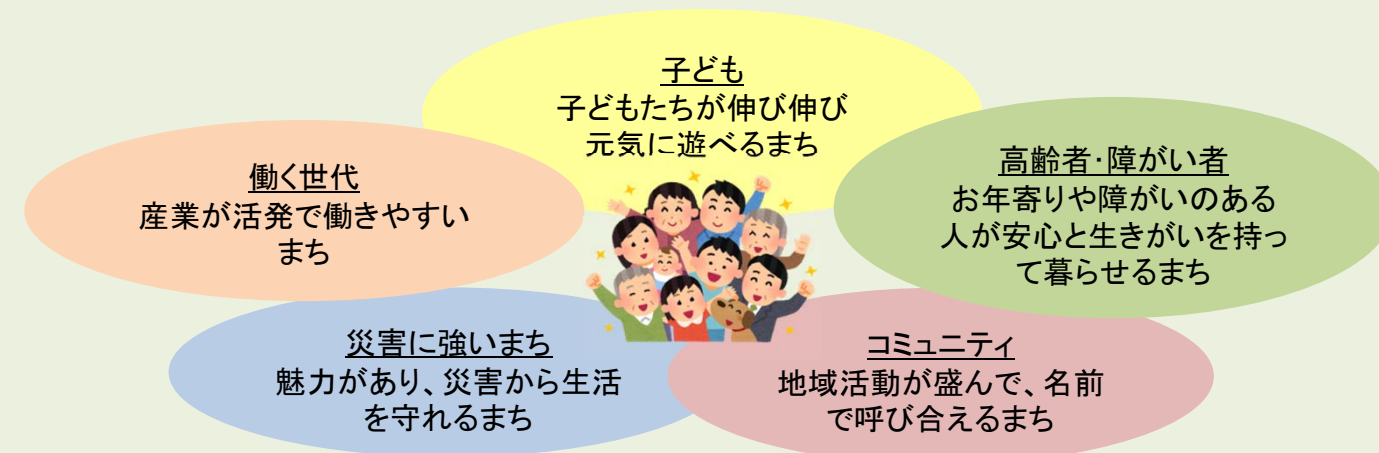 子ども
子どもたちが伸び伸び
元気に遊べるまち
働く世代
産業が活発で働きやすい
まち
高齢者・障がい者
お年寄りや障がいのある
人が安心と生きがいを持っ
て暮らせるまち
災害に強いまち
魅力があり、災害から生活
を守れるまち
コミュニティ
地域活動が盛んで、名前
で呼び合えるまち